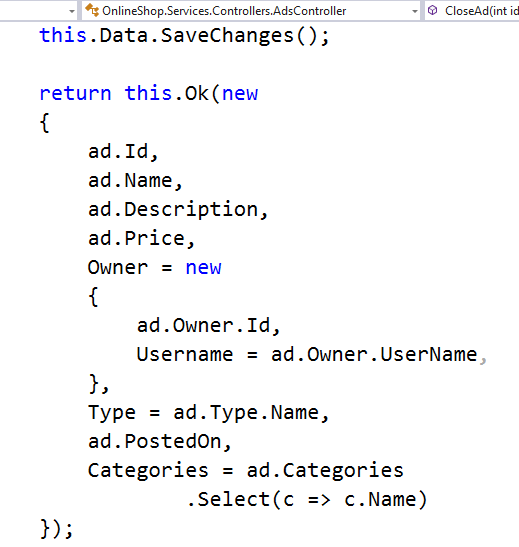 OnlineShop.Services.Controllers.AdsController CloseAd(int id
this.Data.SaveChanges();
return this.Ok(new
{
ad.Id,
ad.Name,
ad.Description,
ad.Price,
Owner = new
{
ad.Owner.Id,
Username = ad.Owner.UserName,
},
Type = ad.Type.Name,
ad.PostedOn,
Categories = ad.Categories
.Select(c => c.Name)
});